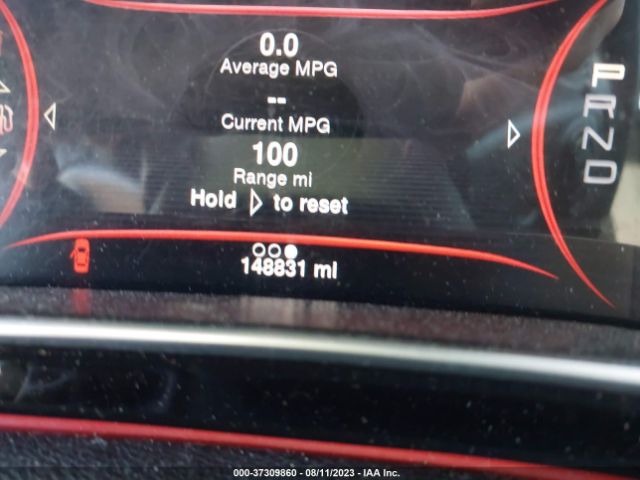 0.0
Average MPG
--
Current MPG
100
Range mi
Hold ▷ to reset
148831 mi
P
R
N
D
000-37309860 - 08/11/2023 - IAA Inc.